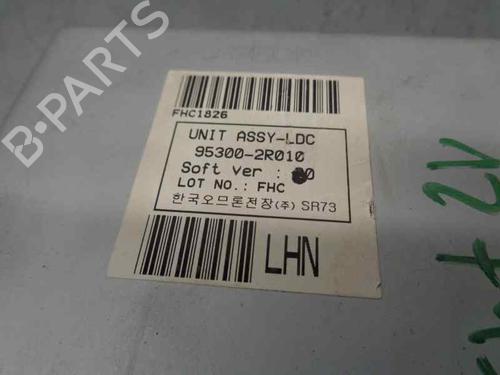 FHC1826
UNIT ASSY-LDC
95300-2R010
Soft ver :
LOT NO.: FHC
한국오므론전장(주) SR73
LHN
B-PARTS